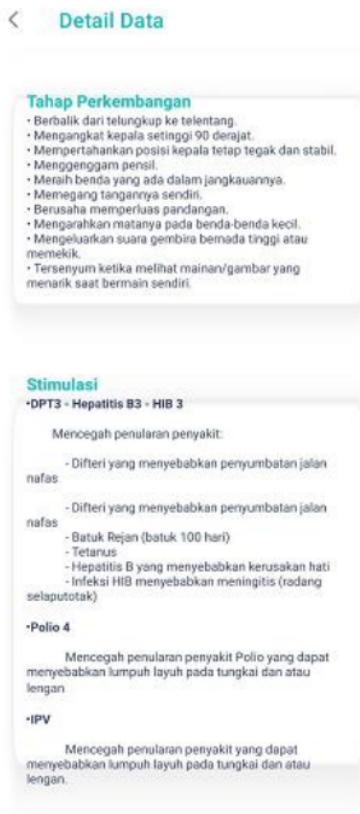 Detail Data
Tahap Perkembangan
• Berbalik dari telungkup ke telentang.
• Mengangkat kepala setinggi 90 derajat.
• Mempertahankan posisi kepala tetap tegak dan stabil.
• Menggenggam pensil.
• Meraih benda yang ada dalam jangkauannya.
• Memegang tangannya sendiri.
• Berusaha memperluas pandangan.
• Mengarahkan matanya pada benda-benda kecil.
• Mengeluarkan suara gembira bernada tinggi atau
memekik.
• Tersenyum ketika melihat mainan/gambar yang
menarik saat bermain sendiri.
Stimulasi
•DPT3 - Hepatitis B3 - HIB 3
Mencegah penularan penyakit:
- Difteri yang menyebabkan penyumbatan jalan
nafas
- Difteri yang menyebabkan penyumbatan jalan
nafas
- Batuk Rejan (batuk 100 hari)
- Tetanus
- Hepatitis B yang menyebabkan kerusakan hati
- Infeksi HIB menyebabkan meningitis (radang
selaputotak)
•Polio 4
Mencegah penularan penyakit Polio yang dapat
menyebabkan lumpuh layuh pada tungkai dan atau
lengan
•IPV
Mencegah penularan penyakit yang dapat
menyebabkan lumpuh layuh pada tungkai dan atau
lengan.